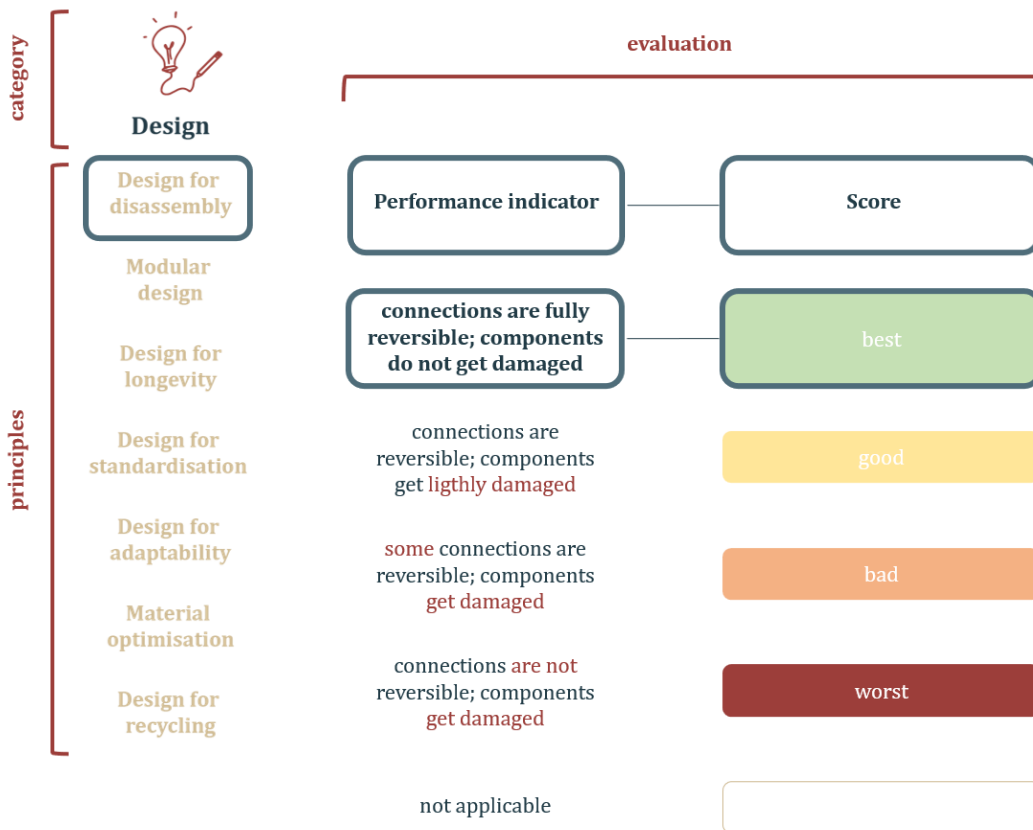 category
Design
evaluation
principles
Design for
disassembly
Modular
design
Design for
longevity
Design for
standardisation
Design for
adaptability
Material
optimisation
Design for
recycling
Performance indicator
Score
connections are fully
reversible; components
do not get damaged
best
connections are
reversible; components
get ligthly damaged
good
some connections are
reversible; components
get damaged
bad
connections are not
reversible; components
get damaged
worst
not applicable